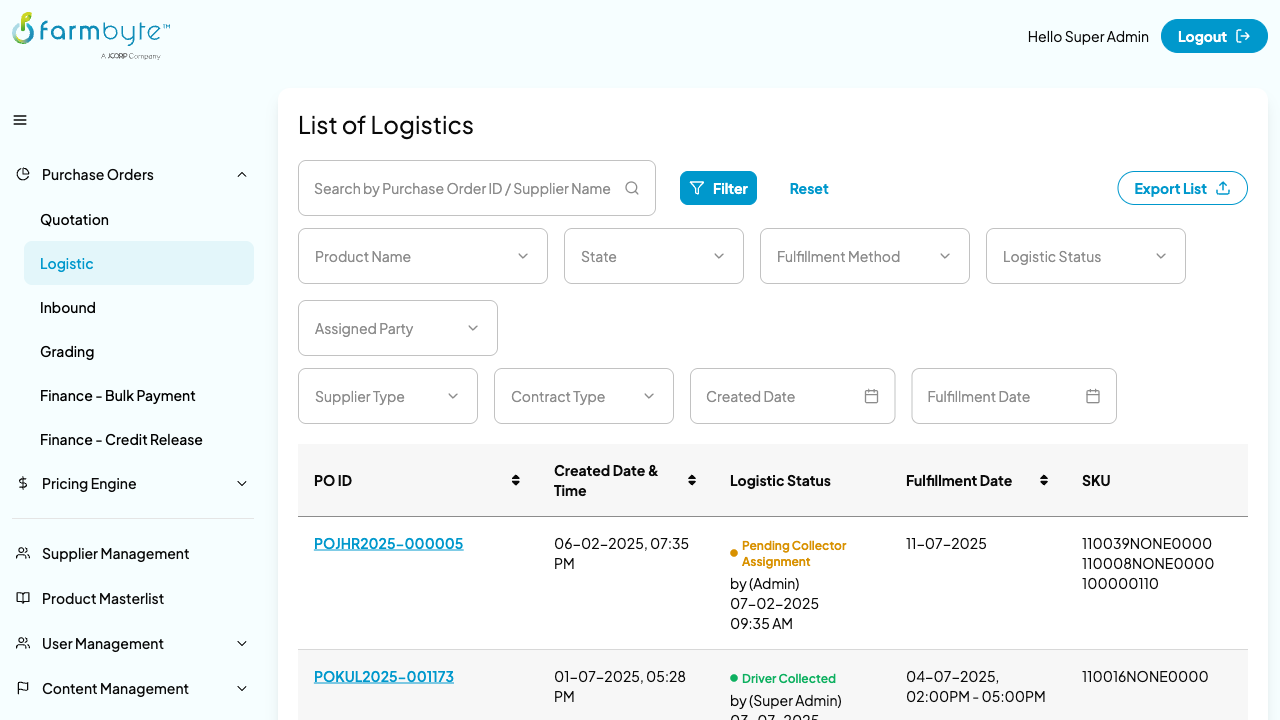 farmbyte™
A JCORP Company
Hello Super Admin
Logout
List of Logistics
Search by Purchase Order ID / Supplier Name
Filter
Reset
Export List
Purchase Orders
Quotation
Logistic
Inbound
Grading
Finance - Bulk Payment
Finance - Credit Release
Pricing Engine
Supplier Management
Product Masterlist
User Management
Content Management
Product Name
State
Fulfillment Method
Logistic Status
Assigned Party
Supplier Type
Contract Type
Created Date
Fulfillment Date
PO ID
Created Date &
Time
Logistic Status
Fulfillment Date
SKU
POJHR2025-000005
06-02-2025, 07:35
PM
Pending Collector
Assignment
by (Admin)
07-02-2025
09:35 AM
11-07-2025
110039NONE0000
110008NONE0000
100000110
POKUL2025-001173
01-07-2025, 05:28
PM
Driver Collected
by (Super Admin)
03-07-2025
04-07-2025,
02:00PM - 05:00PM
110016NONE0000